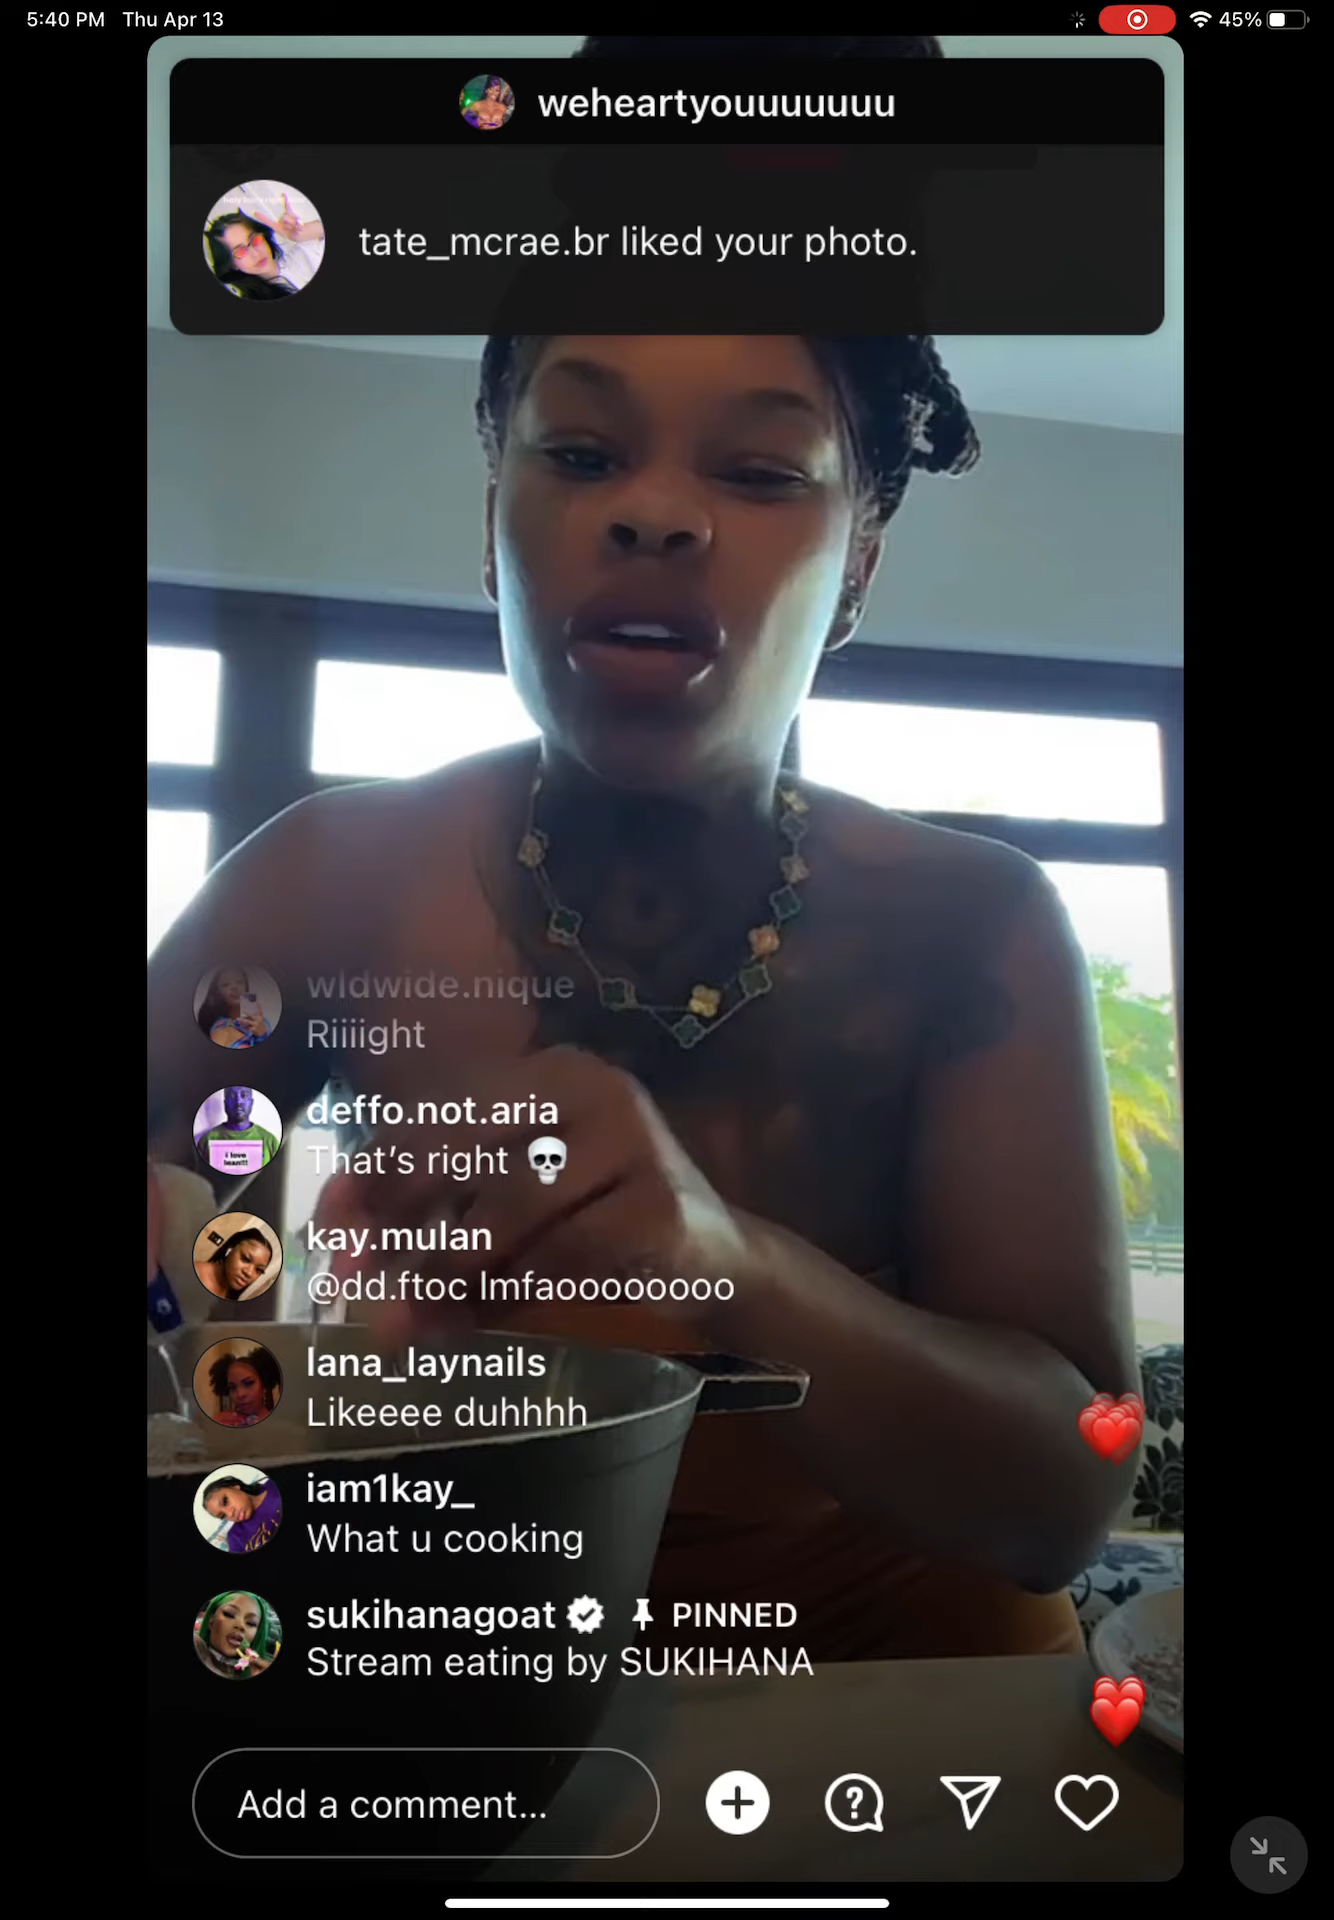 5:40 PM Thu Apr 13
45%
weheartyouuuuuuu
tate_mcrae.br liked your photo.
wldwide.nique
Riiiight
deffo.not.aria
That's right 💀
kay.mulan
@dd.ftoc lmfaoooooooo
lana_laynails
Likeeee duhhhh
iam1kay_
What u cooking
sukihanagoat PINNED
Stream eating by SUKIHANA
Add a comment...